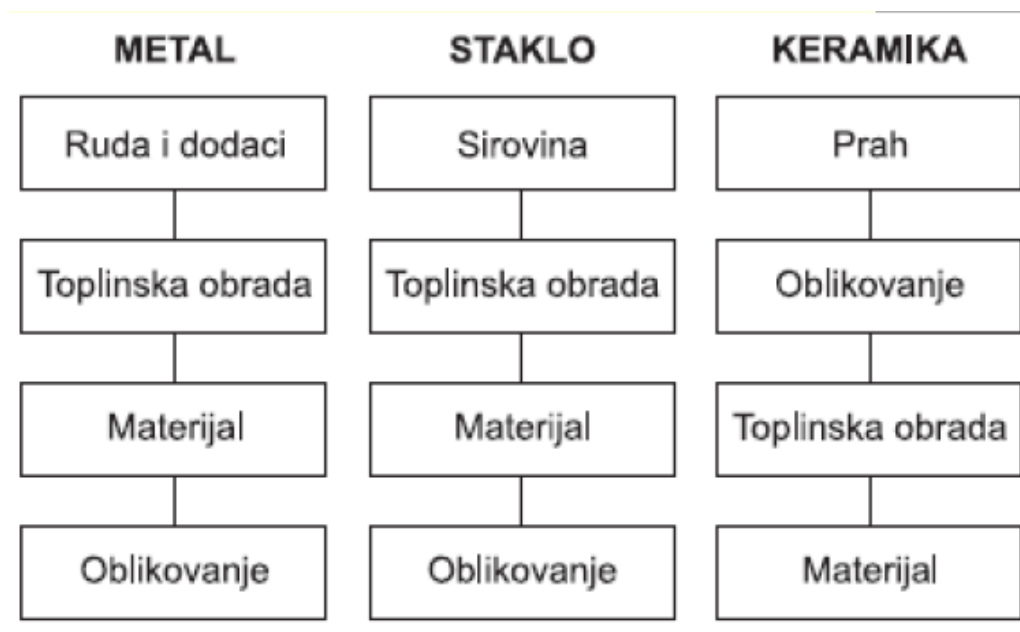 METAL
Ruda i dodaci
Toplinska obrada
Materijal
Oblikovanje
STAKLO
Sirovina
Toplinska obrada
Materijal
Oblikovanje
KERAMIKA
Prah
Oblikovanje
Toplinska obrada
Materijal